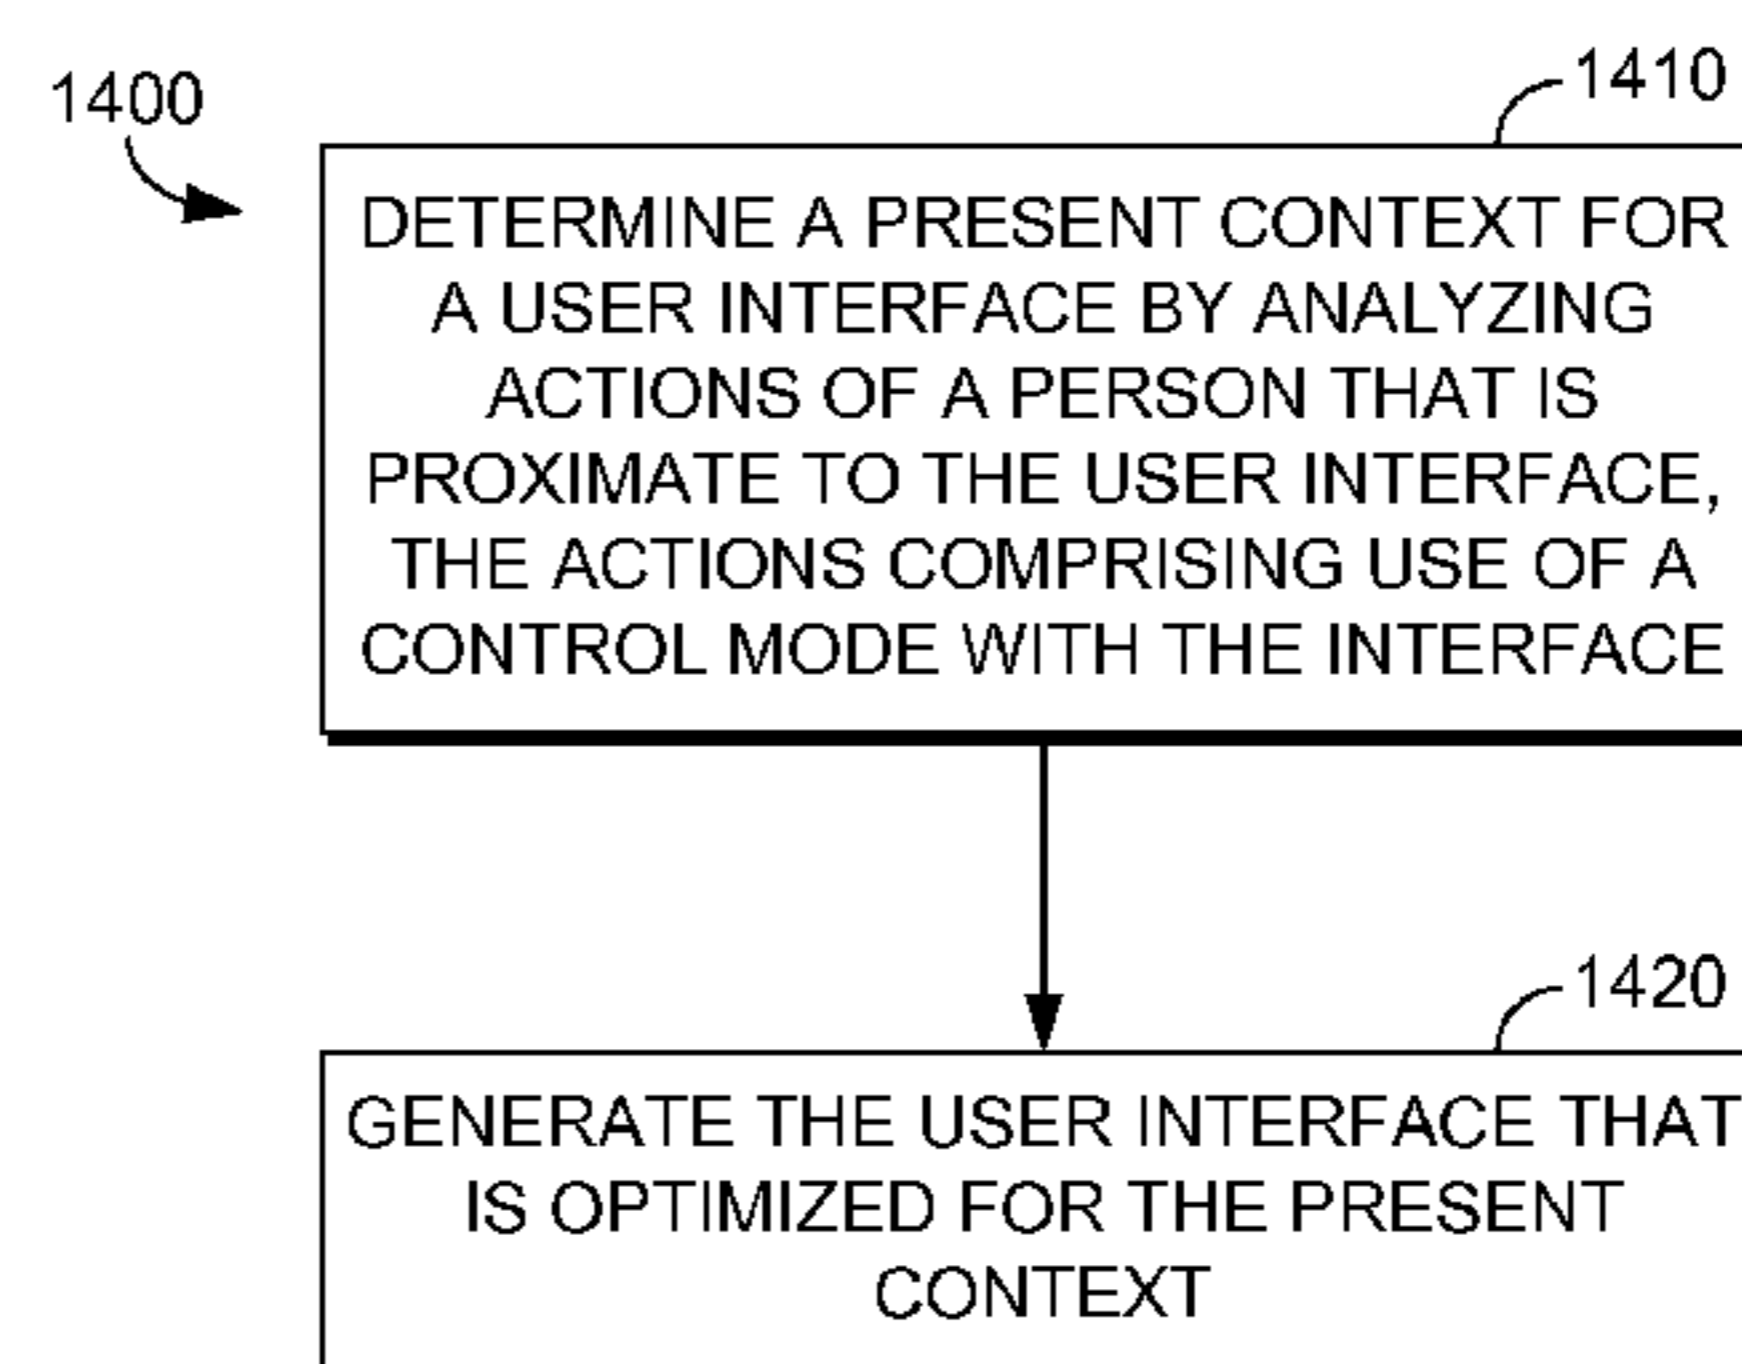 1400
1410
DETERMINE A PRESENT CONTEXT FOR
A USER INTERFACE BY ANALYZING
ACTIONS OF A PERSON THAT IS
PROXIMATE TO THE USER INTERFACE,
THE ACTIONS COMPRISING USE OF A
CONTROL MODE WITH THE INTERFACE
1420
GENERATE THE USER INTERFACE THAT
IS OPTIMIZED FOR THE PRESENT
CONTEXT